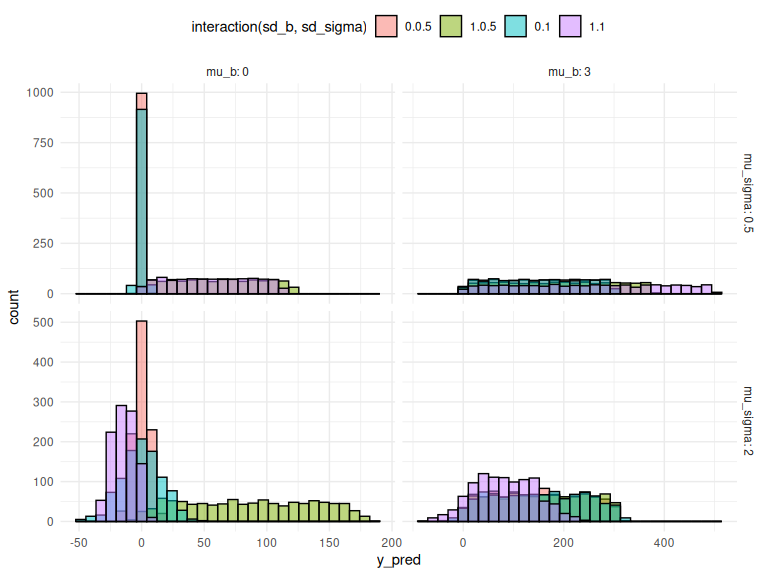 interaction(sd_b, sd_sigma) 0.0.5 1.0.5 0.1 1.1
mu_b: 0 mu_b: 3
1000
750
500
250
0
mu_sigma: 0.5
500
400
300
200
100
0
mu_sigma: 2
count
-50 0 50 100 150 200 0 200 400
y_pred